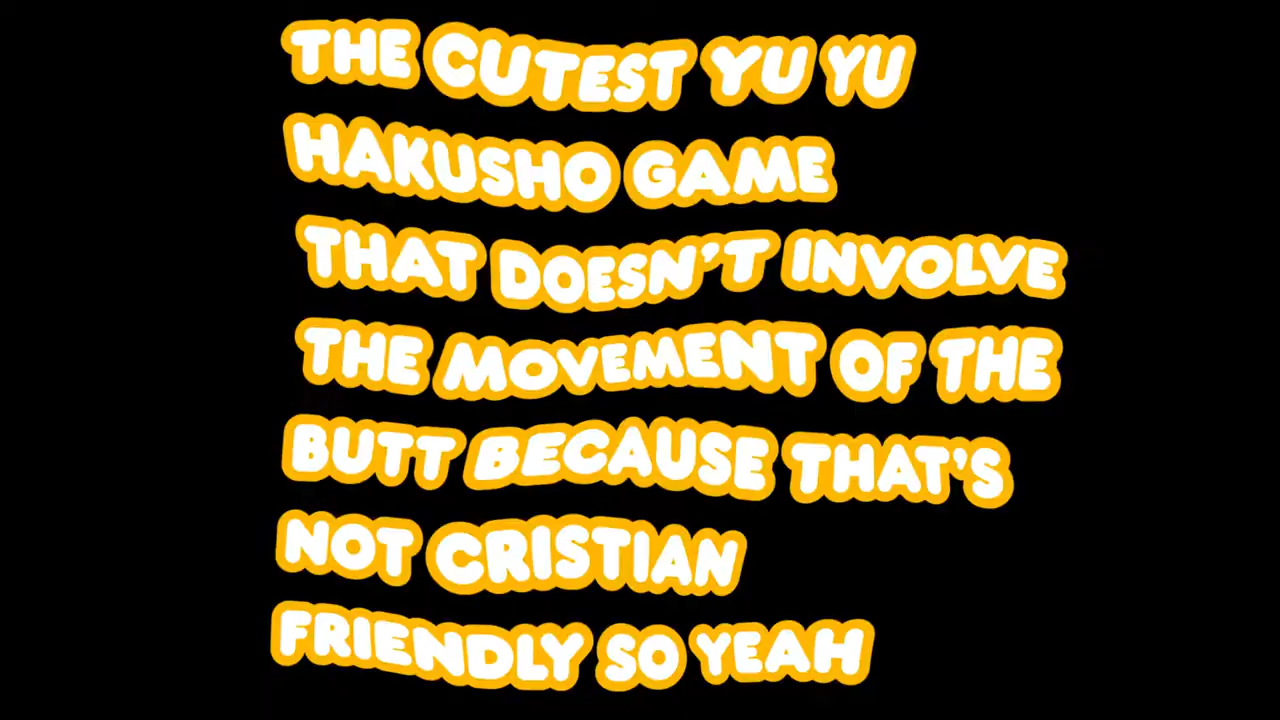 THE CUTEST YU YU
HAKUSHO GAME
THAT DOESN'T INVOLVE
THE MOVEMENT OF THE
BUTT BECAUSE THAT'S
NOT CRISTIAN
FRIENDLY SO YEAH